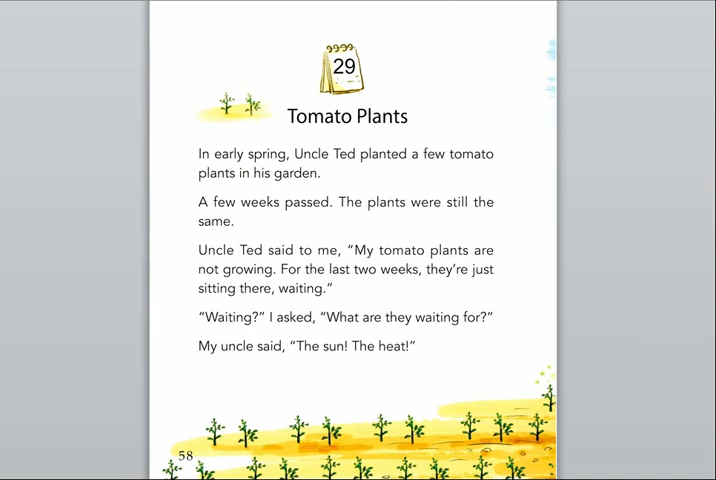 29
Tomato Plants
In early spring, Uncle Ted planted a few tomato
plants in his garden.
A few weeks passed. The plants were still the
same.
Uncle Ted said to me, “My tomato plants are
not growing. For the last two weeks, they’re just
sitting there, waiting.“
“Waiting?” I asked, “What are they waiting for?”
My uncle said, “The sun! The heat!”
58